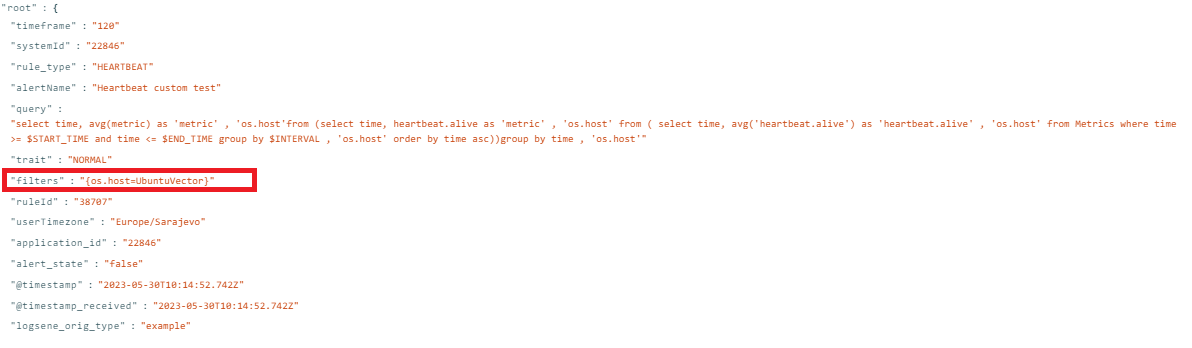 "root" : {
"timeframe" : "120"
"systemId" : "22846"
"rule_type" : "HEARTBEAT"
"alertName" : "Heartbeat custom test"
"query" :
"select time, avg(metric) as 'metric' , 'os.host'from (select time, heartbeat.alive as 'metric' , 'os.host' from ( select time, avg('heartbeat.alive') as 'heartbeat.alive' , 'os.host' from Metrics where time
>= $START_TIME and time <= $END_TIME group by $INTERVAL , 'os.host' order by time asc))group by time , 'os.host'"
"trait" : "NORMAL"
"filters" : "{os.host=UbuntuVector}"
"ruleId" : "38707"
"userTimezone" : "Europe/Sarajevo"
"application_id" : "22846"
"alert_state" : "false"
"@timestamp" : "2023-05-30T10:14:52.742Z"
"@timestamp_received" : "2023-05-30T10:14:52.742Z"
"logsene_orig_type" : "example"